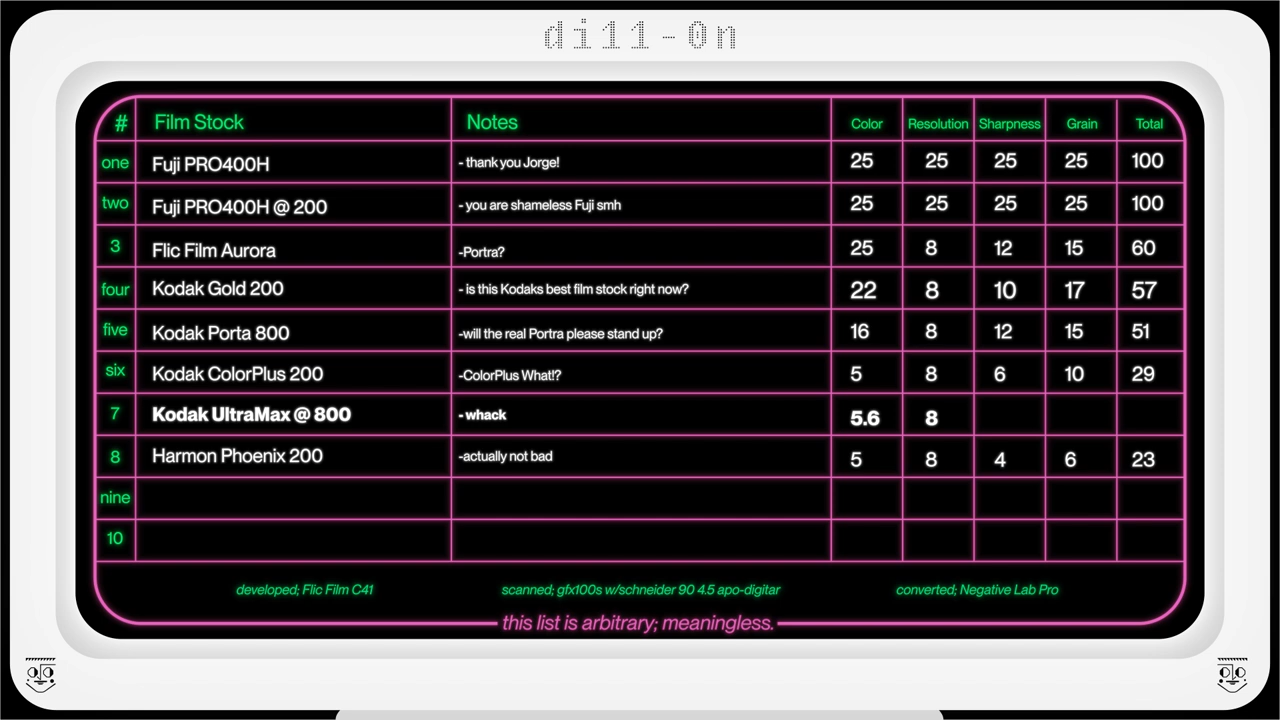 di11-0n
# Film Stock Notes Color Resolution Sharpness Grain Total
one Fuji PRO400H - thank you Jorge! 25 25 25 25 100
two Fuji PRO400H @ 200 - you are shameless Fuji smh 25 25 25 25 100
3 Flic Film Aurora -Portra? 25 8 12 15 60
four Kodak Gold 200 - is this Kodaks best film stock right now? 22 8 10 17 57
five Kodak Porta 800 -will the real Portra please stand up? 16 8 12 15 51
six Kodak ColorPlus 200 -ColorPlus What!? 5 8 6 10 29
7 Kodak UltraMax @ 800 - whack 5.6 8
8 Harmon Phoenix 200 -actually not bad 5 8 4 6 23
nine
10
developed; Flic Film C41 scanned; gfx100s w/schneider 90 4.5 apo-digitar converted; Negative Lab Pro
this list is arbitrary; meaningless.